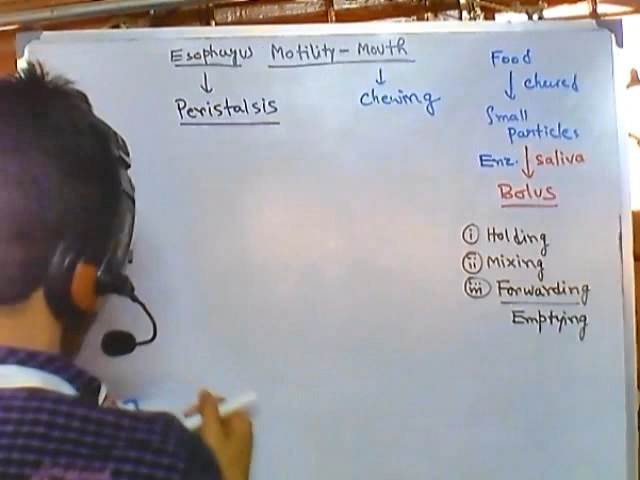 Esophagus Motility - Mouth
↓ ↓
Peristalsis Chewing
Food
↓ chewed
Small
particles
Enz. ↓ saliva
Bolus
(i) Holding
(ii) Mixing
(iii) Forwarding
Emptying